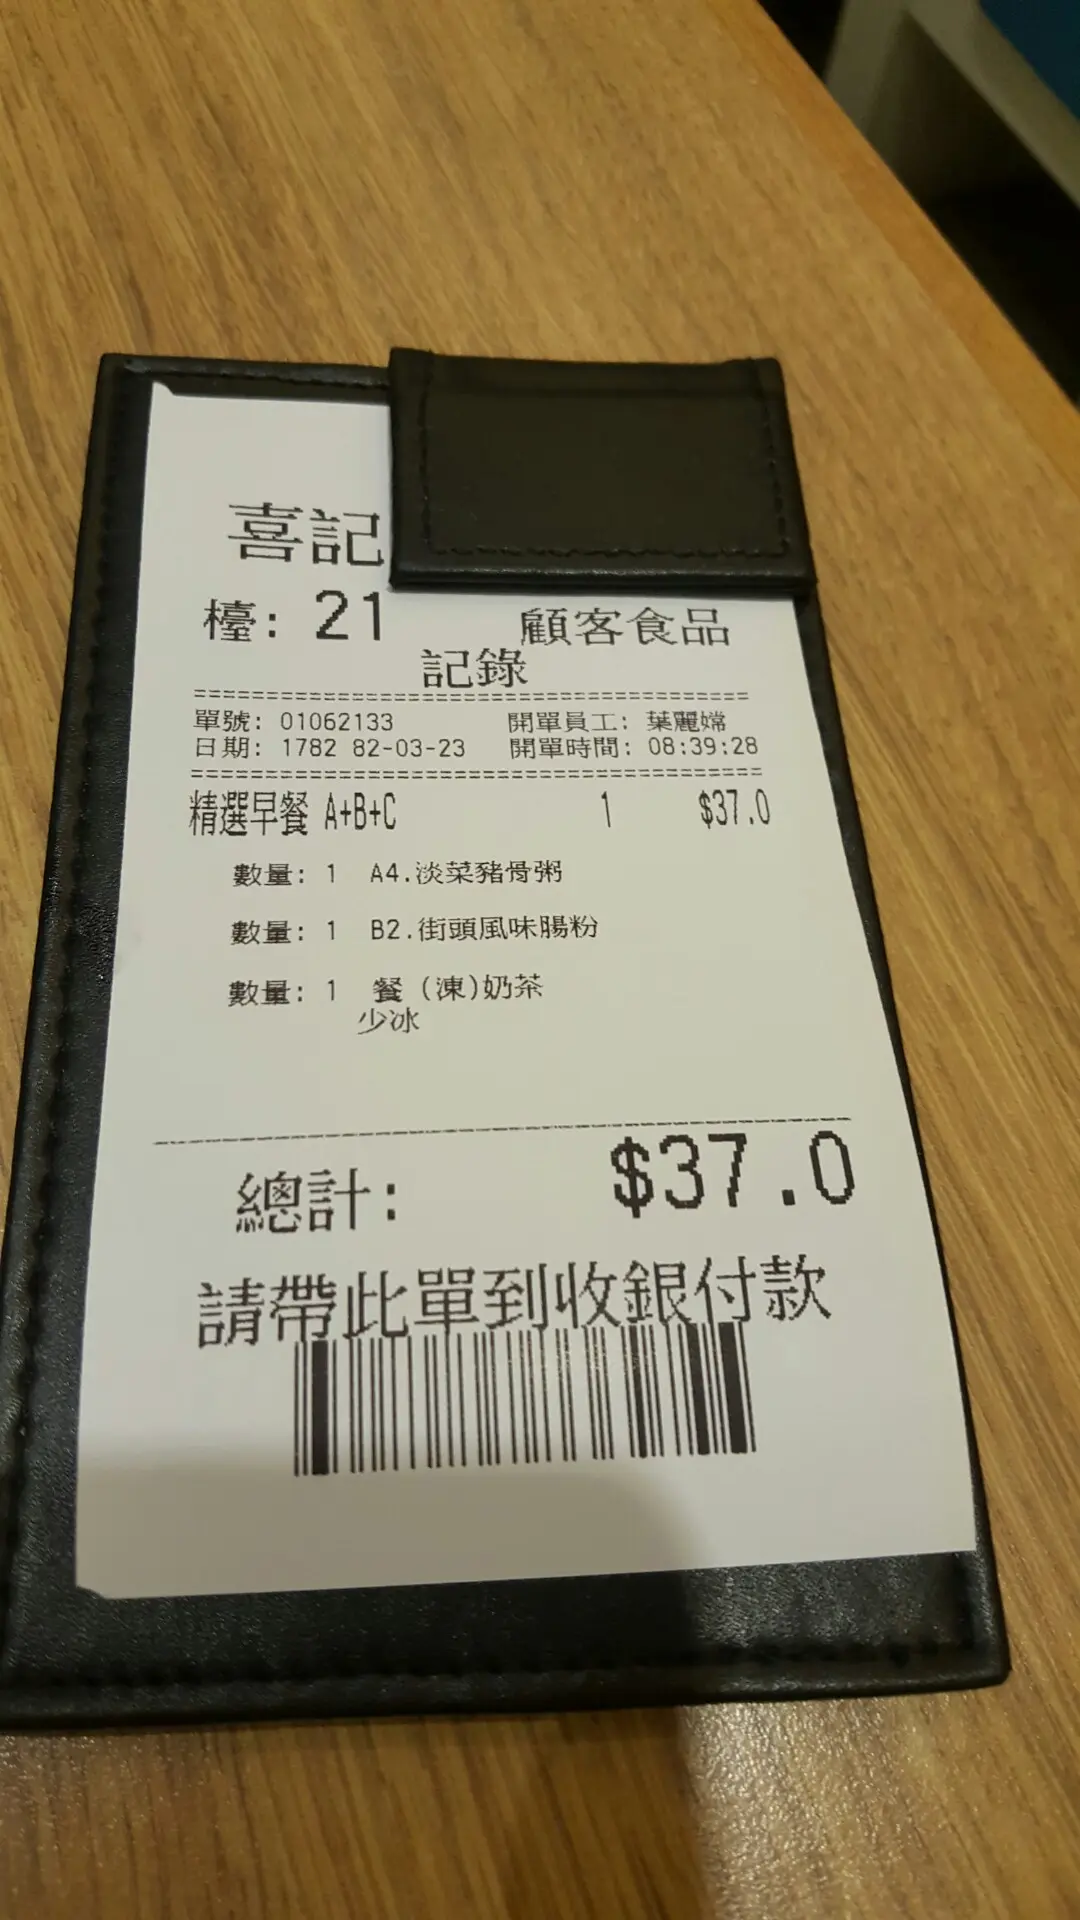 喜記
檯: 21 顧客食品
記錄
單號: 01062133 開單員工: 葉麗嫦
日期: 1782 82-03-23 開單時間: 08:39:28
精選早餐 A+B+C 1 $37.0
數量: 1 A4.淡菜豬骨粥
數量: 1 B2.街頭風味腸粉
數量: 1 餐 (凍)奶茶
少冰
總計: $37.0
請帶此單到收銀付款